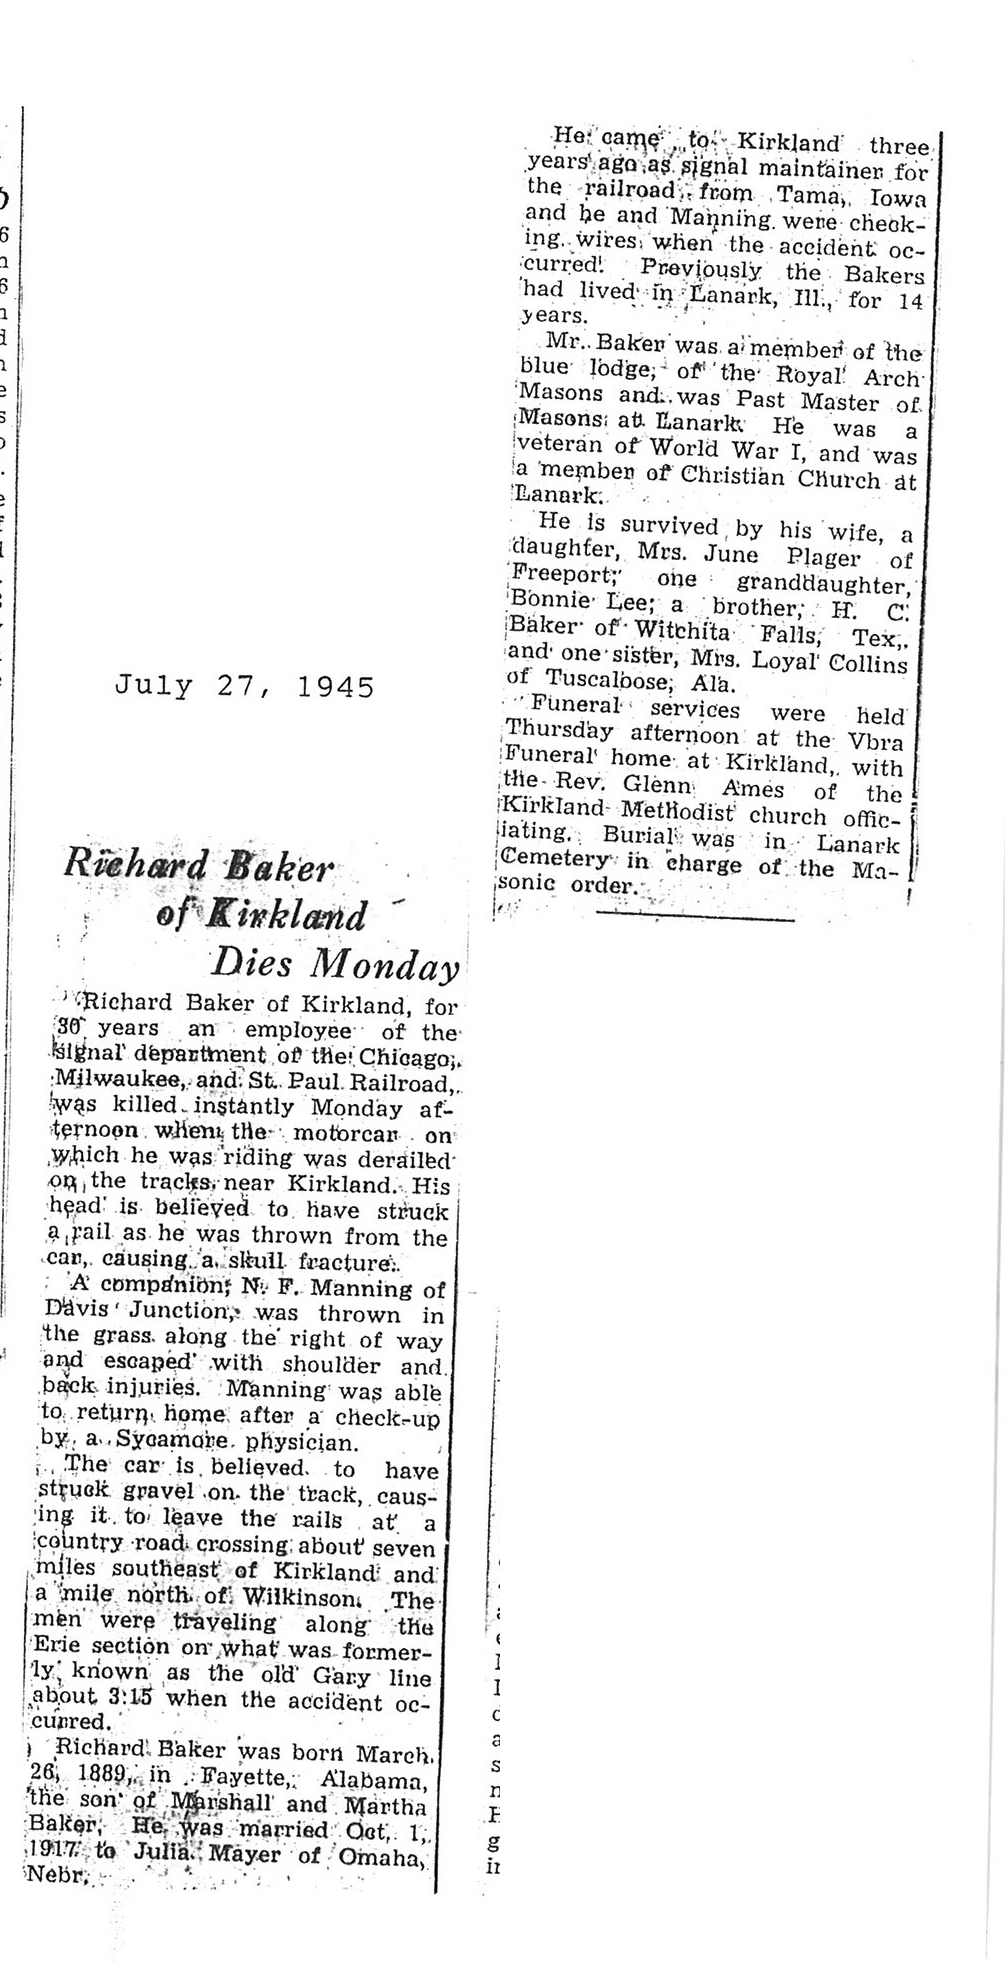 July 27, 1945
Richard Baker
of Kirkland
Dies Monday
Richard Baker of Kirkland, for
30 years an employee of the
signal department of the Chicago,
Milwaukee, and St. Paul Railroad,
was killed instantly Monday af-
ternoon when the motorcar on
which he was riding was derailed
on the tracks near Kirkland. His
head is believed to have struck
a rail as he was thrown from the
car, causing a skull fracture.
A companion, N. F. Manning of
Davis Junction, was thrown in
the grass along the right of way
and escaped with shoulder and
back injuries. Manning was able
to return home after a check-up
by a Sycamore physician.
The car is believed to have
struck gravel on the track, caus-
ing it to leave the rails at a
country road crossing about seven
miles southeast of Kirkland and
a mile north of Wilkinson. The
men were traveling along the
Erie section on what was former-
ly known as the old Gary line
about 3:15 when the accident oc-
curred.
Richard Baker was born March
26, 1889, in Fayette, Alabama,
the son of Marshall and Martha
Baker. He was married Oct. 1,
1917 to Julia Mayer of Omaha,
Nebr.
He came to Kirkland three
years ago as signal maintainer for
the railroad from Tama, Iowa
and he and Manning were check-
ing wires when the accident oc-
curred. Previously the Bakers
had lived in Lanark, Ill., for 14
years.
Mr. Baker was a member of the
blue lodge, of the Royal Arch
Masons and was Past Master of
Masons at Lanark. He was a
veteran of World War I, and was
a member of Christian Church at
Lanark.
He is survived by his wife, a
daughter, Mrs. June Plager of
Freeport; one granddaughter,
Bonnie Lee; a brother, H. C.
Baker of Witchita Falls, Tex.,
and one sister, Mrs. Loyal Collins
of Tuscalbose, Ala.
Funeral services were held
Thursday afternoon at the Vbra
Funeral home at Kirkland, with
the Rev. Glenn Ames of the
Kirkland Methodist church offic-
iating. Burial was in Lanark
Cemetery in charge of the Ma-
sonic order.